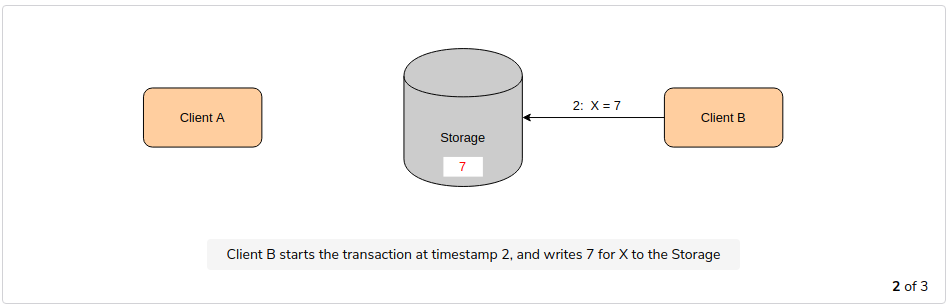 2: X = 7
Client A
Client B
Storage
7
Client B starts the transaction at timestamp 2, and writes 7 for X to the Storage
2 of 3